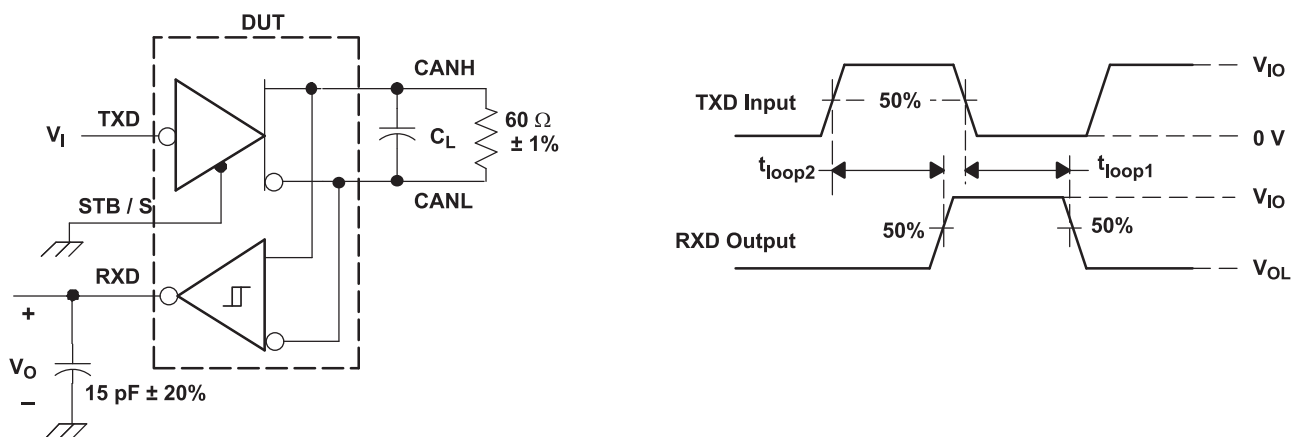 DUT
CANH
TXD
V_I
C_L
60 Ω
± 1%
CANL
STB / S
RXD
+
V_O
15 pF ± 20%
–
V_IO
TXD Input
50%
0 V
t_loop2
t_loop1
V_IO
RXD Output
50%
50%
V_OL